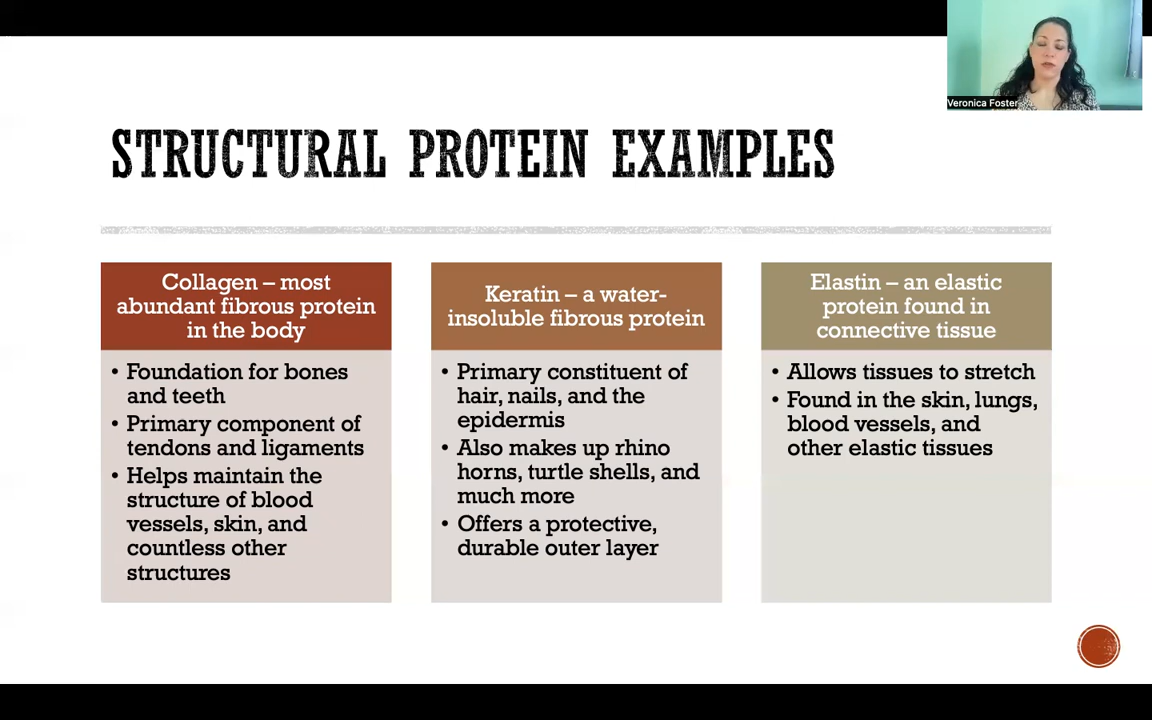 Veronica Foster
STRUCTURAL PROTEIN EXAMPLES
Collagen – most
abundant fibrous protein
in the body
• Foundation for bones
and teeth
• Primary component of
tendons and ligaments
• Helps maintain the
structure of blood
vessels, skin, and
countless other
structures
Keratin – a water-
insoluble fibrous protein
• Primary constituent of
hair, nails, and the
epidermis
• Also makes up rhino
horns, turtle shells, and
much more
• Offers a protective,
durable outer layer
Elastin – an elastic
protein found in
connective tissue
• Allows tissues to stretch
• Found in the skin, lungs,
blood vessels, and
other elastic tissues